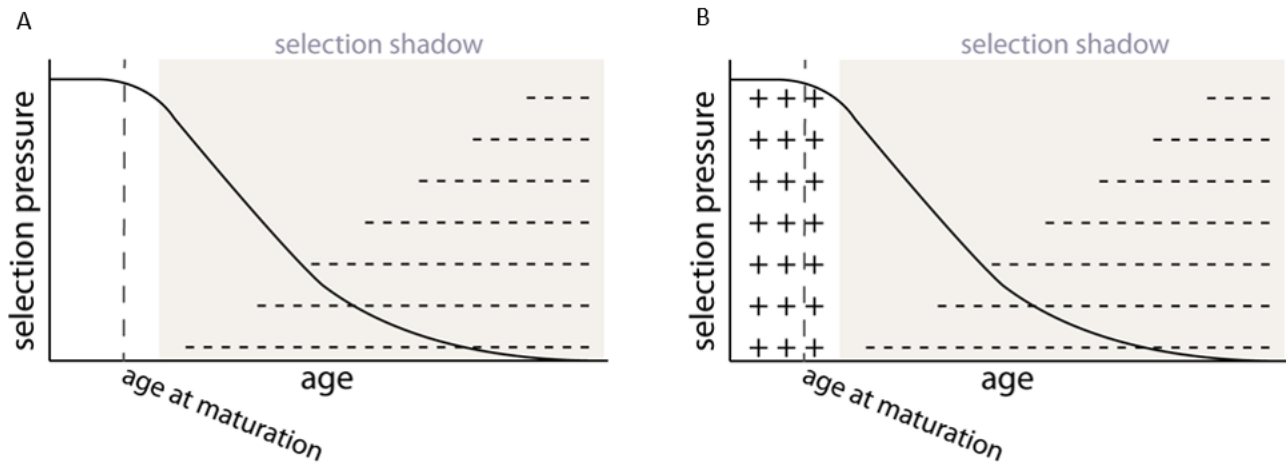 A
selection shadow
selection pressure
age
age at maturation
B
selection shadow
+ + +
+ + +
+ + +
+ + +
+ + +
+ + +
+ + +
selection pressure
age
age at maturation